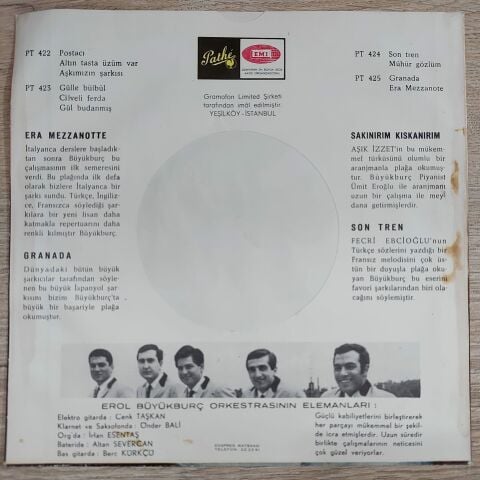 PT 422 Postacı
Altın tasta üzüm var
Aşkımızın şarkısı
PT 423 Gülle bülbül
Cilveli ferda
Gül budanmış
Pathé
EMI
Gramofon Limited Şirketi
tarafından imâl edilmiştir.
YEŞİLKÖY - İSTANBUL
PT 424 Son tren
Mühür gözlüm
PT 425 Granada
Era Mezzanote
ERA MEZZANOTTE
İtalyanca derslere başladık-
tan sonra Büyükburç bu
çalışmasının ilk semeresini
verdi. Bu plağında ilk defa
olarak bizlere İtalyanca bir
şarkı sundu. Türkçe, İngiliz-
ce, Fransızca söylediği şar-
kılara bir yeni lisan daha
katmakla repertuarını daha
renkli kılmıştır Büyükburç.
GRANADA
Dünyadaki bütün büyük
şarkıcılar tarafından söyle-
nen bu büyük İspanyol şar-
kısını bizim Büyükburç'ta
büyük bir başariyle plağa
okumuştur.
SAKINIRIM KISKANIRIM
AŞIK İZZET'in bu mükem-
mel türküsünü olumlu bir
aranjmanla plağa okumuş-
tur. Büyükburç Piyanist
Ümit Eroğlu ile aranjmanı
uzun bir çalışma ile mey
dana getirmişlerdir.
SON TREN
FECRİ EBCİOĞLU'nun
Türkçe sözlerini yazdığı bir
Fransız melodisini çok üs-
tün bir duyuşla plağa oku-
yan Büyükburç bu eserini
favori şarkılarından biri ola-
cağını söylemiştir.
EROL BÜYÜKBURÇ ORKESTRASININ ELEMANLARI :
Elektro gitarda : Cenk TAŞKAN
Klarnet ve Saksofonda : Önder BALİ
Org'da : İrfan ESENTAŞ
Bateride : Altan SEVERCAN
Bas gitarda : Berç KÜRKÇÜ
EKSPRES MATBAASI
TELEFON
Güçlü kabiliyetlerini birleştirerek
her parçayı mükemmel bir şekil-
de icra etmişlerdir. Uzun süredir
birlikte çalışmalarının neticesini
çok güzel veriyorlar.